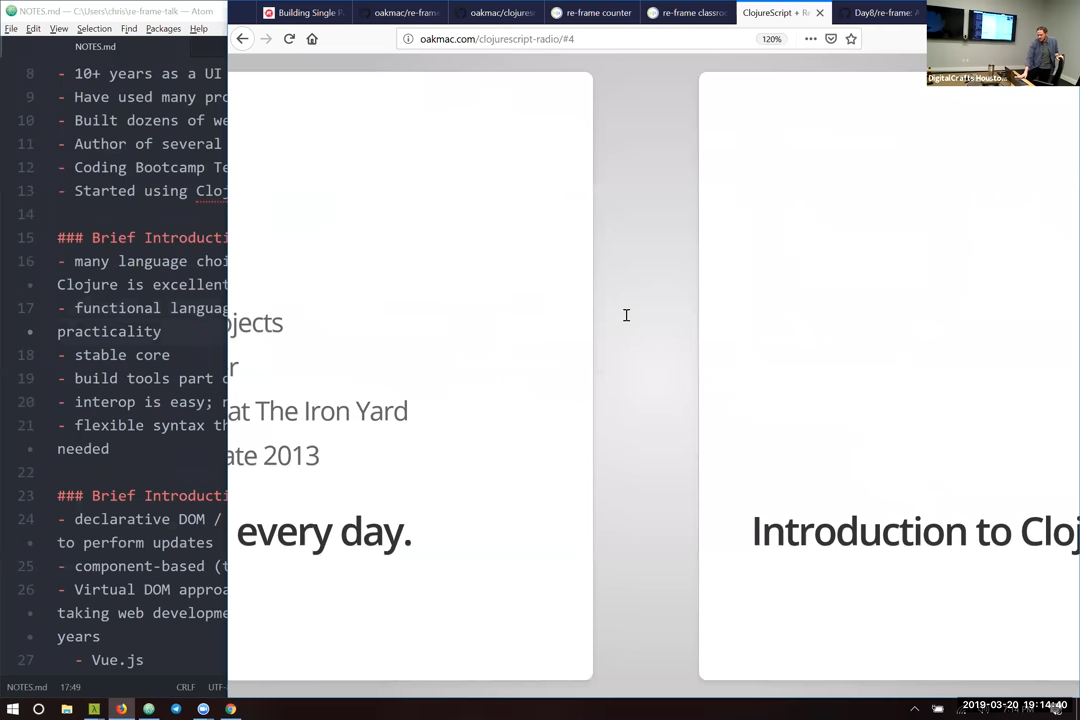 NOTES.md — C:\Users\chris\re-frame-talk — Atom
File Edit View Selection Find Packages Help
NOTES.md
8 - 10+ years as a UI
9 - Have used many pro
10 - Built dozens of we
11 - Author of several
12 - Coding Bootcamp Te
13 - Started using Cloj
14
15 ### Brief Introducti
16 - many language choi
Clojure is excellent
17 - functional languag
practicality
18 - stable core
19 - build tools part o
20 - interop is easy; n
21 - flexible syntax th
needed
22
23 ### Brief Introducti
24 - declarative DOM /
to perform updates
25 - component-based (t
26 - Virtual DOM approa
taking web developme
years
27 - Vue.js
NOTES.md 17:49 CRLF UTF-
Building Single P
oakmac/re-frame
oakmac/clojures
re-frame counter
re-frame classroo
ClojureScript + Re
Day8/re-frame: A
oakmac.com/clojurescript-radio/#4
120%
ojects
r
at The Iron Yard
ate 2013
every day.
Introduction to Cloj
DigitalCrafts Housto...
2019-03-20 19:14:40